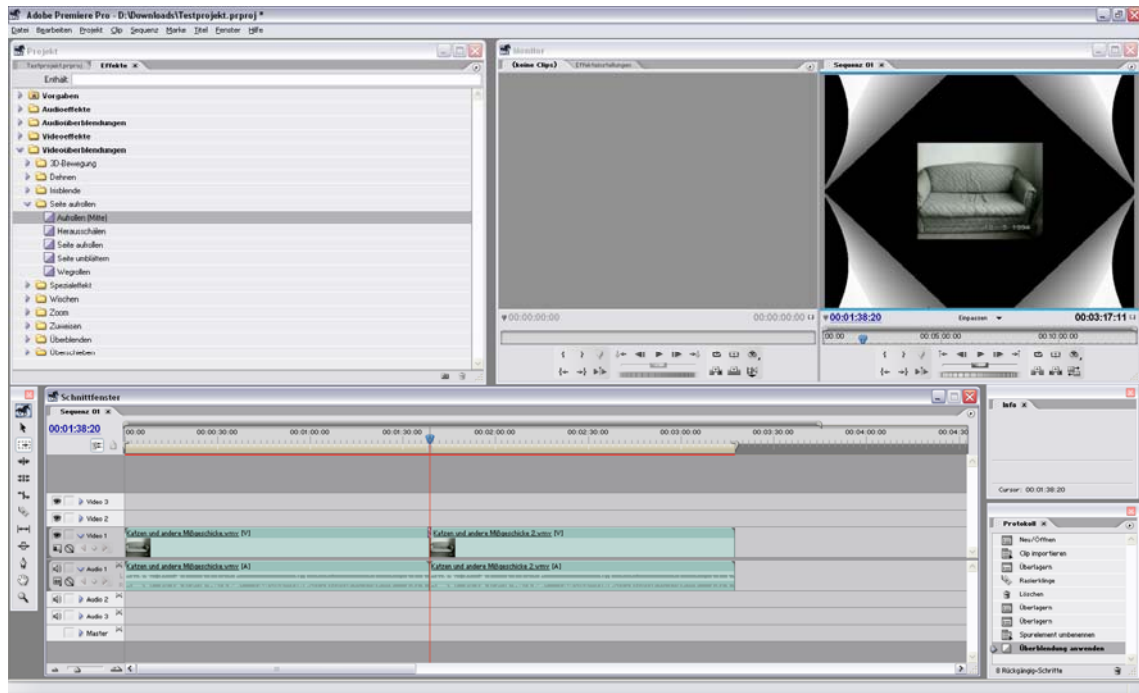 Adobe Premiere Pro - D:\Downloads\Testprojekt.prproj *
Datei Bearbeiten Projekt Clip Sequenz Marke Titel Fenster Hilfe
Projekt
Testprojekt.prproj Effekte
Enthält:
Vorgaben
Audioeffekte
Audioüberblendungen
Videoeffekte
Videoüberblendungen
3D-Bewegung
Dehnen
Irisblende
Seite aufrollen
Aufrollen (Mitte)
Herausschälen
Seite aufrollen
Seite umblättern
Wegrollen
Spezialeffekt
Wischen
Zoom
Zuweisen
Überblenden
Überschieben
Monitor
(keine Clips) Effekteinstellungen
00:00:00:00 00:00:00:00
Sequenz 01
1994
00:01:38:20 Einpassen 00:03:17:11
00:00 00:05:00:00 00:10:00:00
Schnittfenster
Sequenz 01
00:01:38:20
00:00 00:00:30:00 00:01:00:00 00:01:30:00 00:02:00:00 00:02:30:00 00:03:00:00 00:03:30:00 00:04:00:00 00:04:30
Video 3
Video 2
Video 1
Katzen und andere Mißgeschicke.wmv [V] Katzen und andere Mißgeschicke 2.wmv [V]
Audio 1
Katzen und andere Mißgeschicke.wmv [A] Katzen und andere Mißgeschicke 2.wmv [A]
Audio 2
Audio 3
Master
Info
Cursor: 00:01:38:20
Protokoll
Neu/Öffnen
Clip importieren
Überlagern
Rasierklinge
Löschen
Überlagern
Überlagern
Spurelement umbenennen
Überblendung anwenden
8 Rückgängig-Schritte